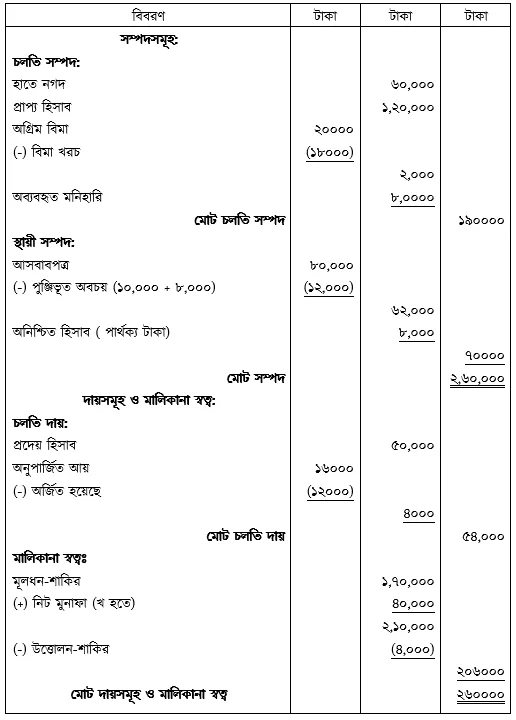 বিবরণ টাকা টাকা টাকা
সম্পদসমূহ:
চলতি সম্পদ:
হাতে নগদ ৬০,০০০
প্রাপ্য হিসাব ১,২০,০০০
অগ্রিম বিমা ২০০০০
(-) বিমা খরচ (১৮০০০)
২,০০০
অব্যবহৃত মনিহারি ৮,০০০০
মোট চলতি সম্পদ ১৯০০০০
স্থায়ী সম্পদ:
আসবাবপত্র ৮০,০০০
(-) পুঞ্জিভূত অবচয় (১০,০০০ + ৮,০০০) (১২,০০০)
৬২,০০০
অনিশ্চিত হিসাব ( পার্থক্য টাকা) ৮,০০০
৭০০০০
মোট সম্পদ ২,৬০,০০০
দায়সমূহ ও মালিকানা স্বত্ব:
চলতি দায়:
প্রদেয় হিসাব ৫০,০০০
অনুপার্জিত আয় ১৬০০০
(-) অর্জিত হয়েছে (১২০০০)
৪০০০
মোট চলতি দায় ৫৪,০০০
মালিকানা স্বত্বঃ
মূলধন-শাকির ১,৭০,০০০
(+) নিট মুনাফা (খ হতে) ৪০,০০০
২,১০,০০০
(-) উত্তোলন-শাকির (৪,০০০)
২০৬০০০
মোট দায়সমূহ ও মালিকানা স্বত্ব ২৬০০০০